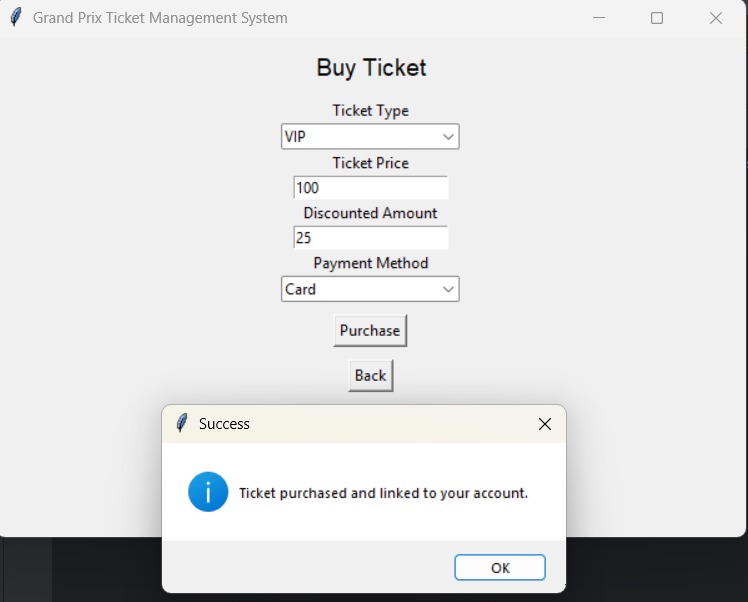 Grand Prix Ticket Management System
Buy Ticket
Ticket Type
VIP
Ticket Price
100
Discounted Amount
25
Payment Method
Card
Purchase
Back
Success
Ticket purchased and linked to your account.
OK